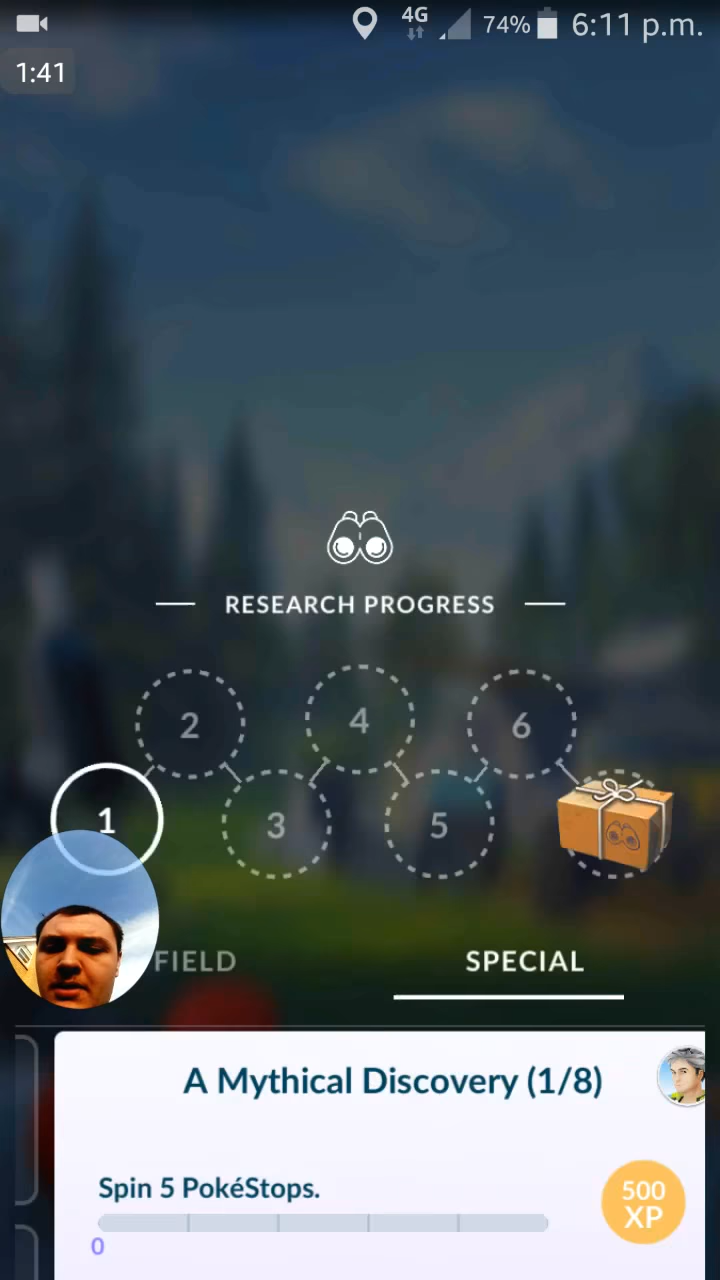 4G 74% 6:11 p.m.
1:41
RESEARCH PROGRESS
2 4 6
1 3 5
FIELD SPECIAL
A Mythical Discovery (1/8)
Spin 5 PokéStops.
500
XP
0